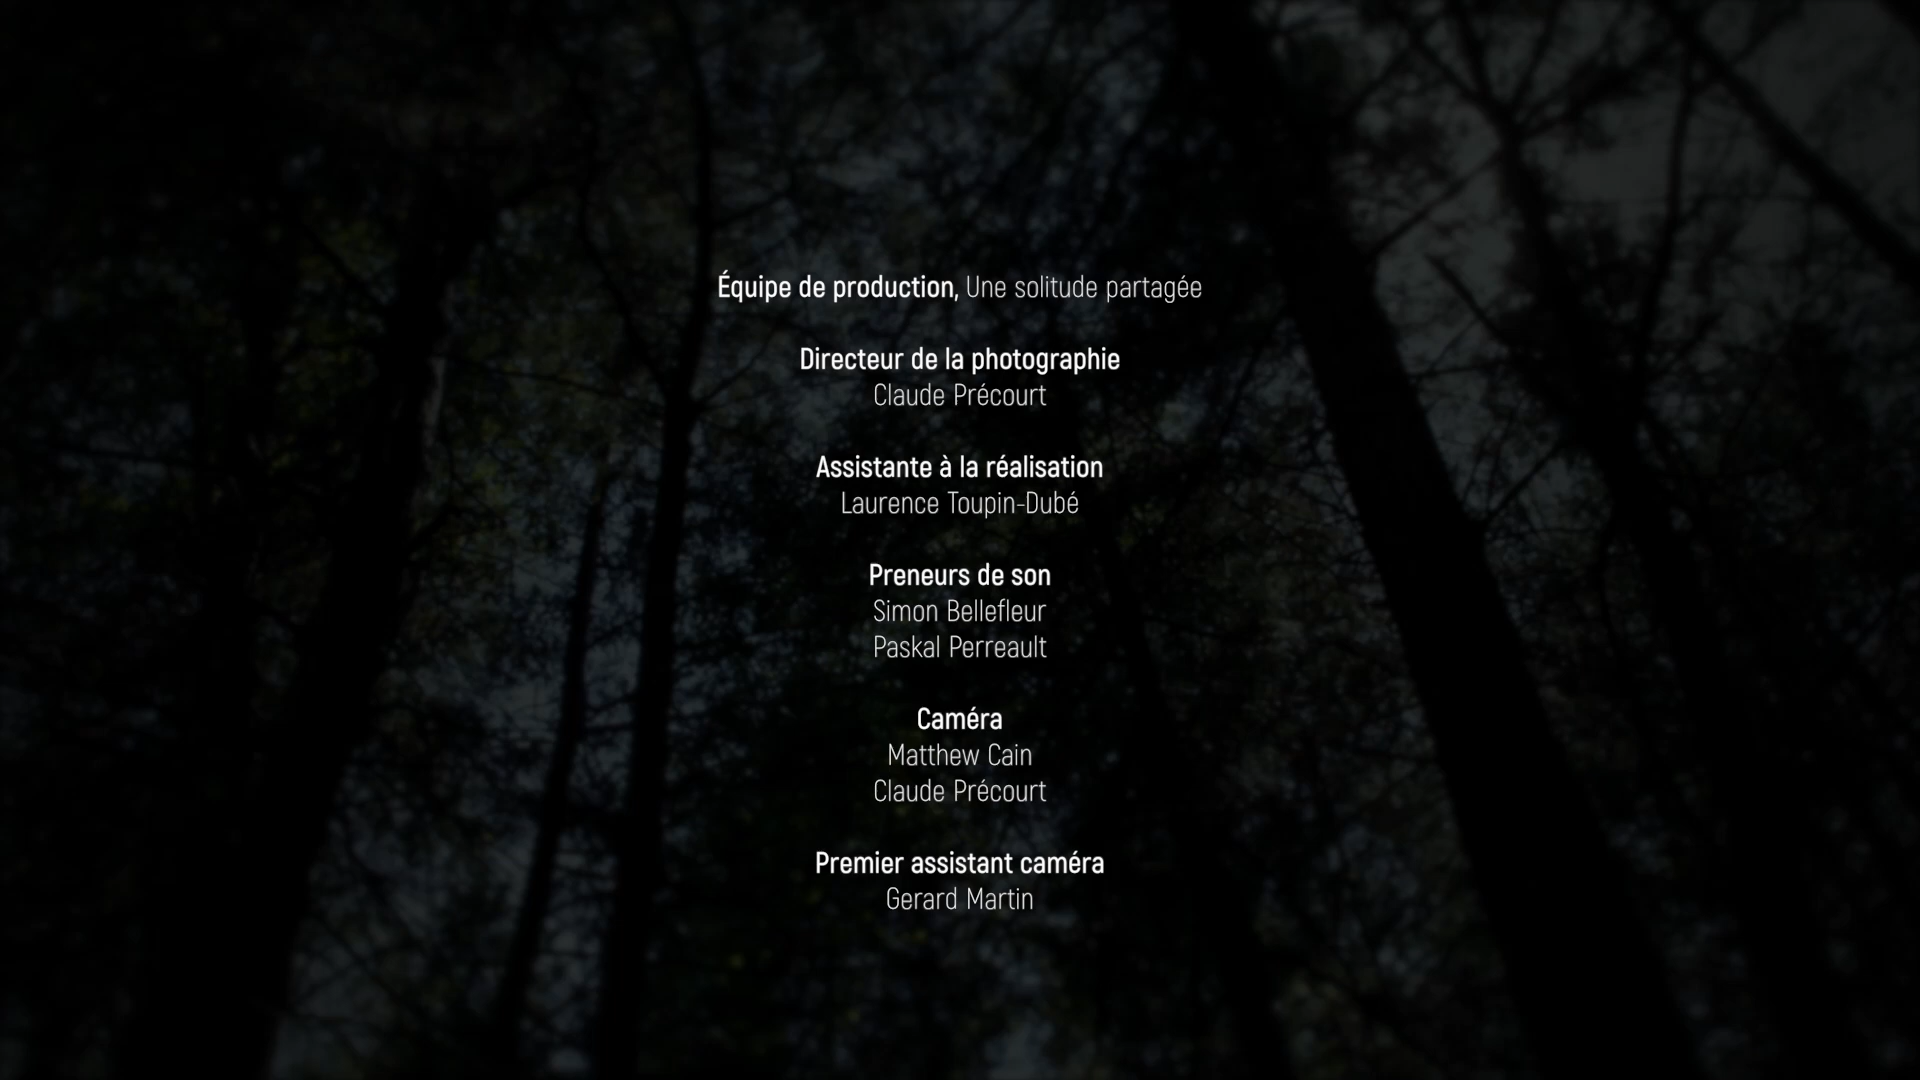 Équipe de production, Une solitude partagée
Directeur de la photographie
Claude Précourt
Assistante à la réalisation
Laurence Toupin-Dubé
Preneurs de son
Simon Bellefleur
Paskal Perreault
Caméra
Matthew Cain
Claude Précourt
Premier assistant caméra
Gerard Martin